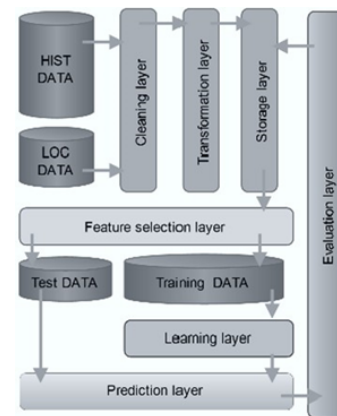 HIST
DATA
LOC
DATA
Cleaning layer
Transformation layer
Storage layer
Evaluation layer
Feature selection layer
Test DATA
Training DATA
Learning layer
Prediction layer